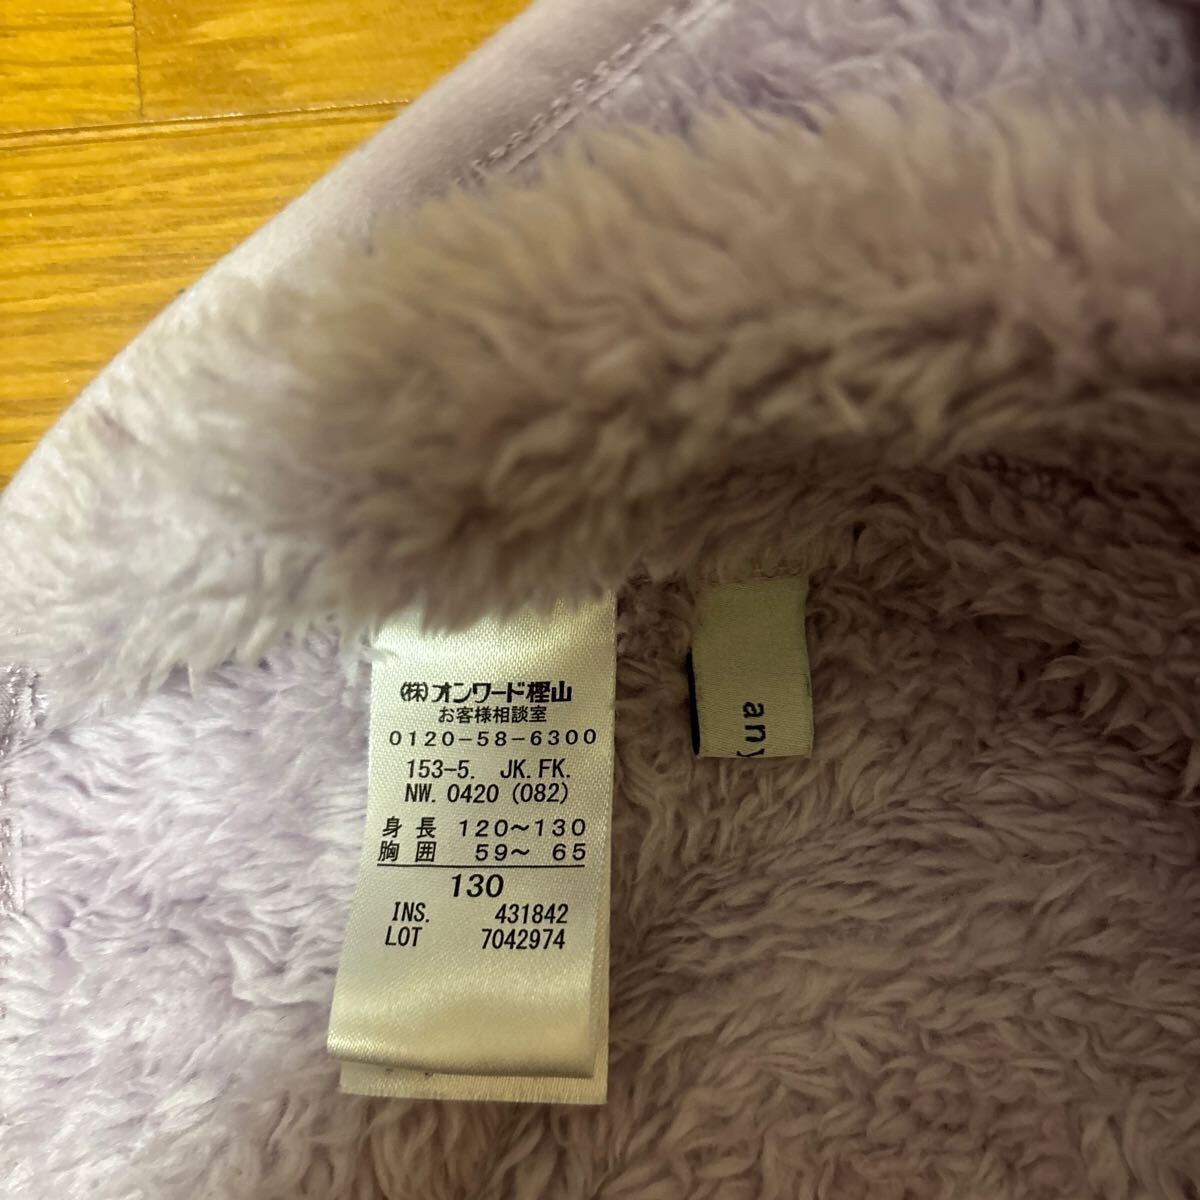 (株)オンワード樫山
お客様相談室
0120-58-6300
153-5. JK.FK.
NW. 0420 (082)
身長 120～130
胸囲 59～ 65
130
INS. 431842
LOT 7042974
any